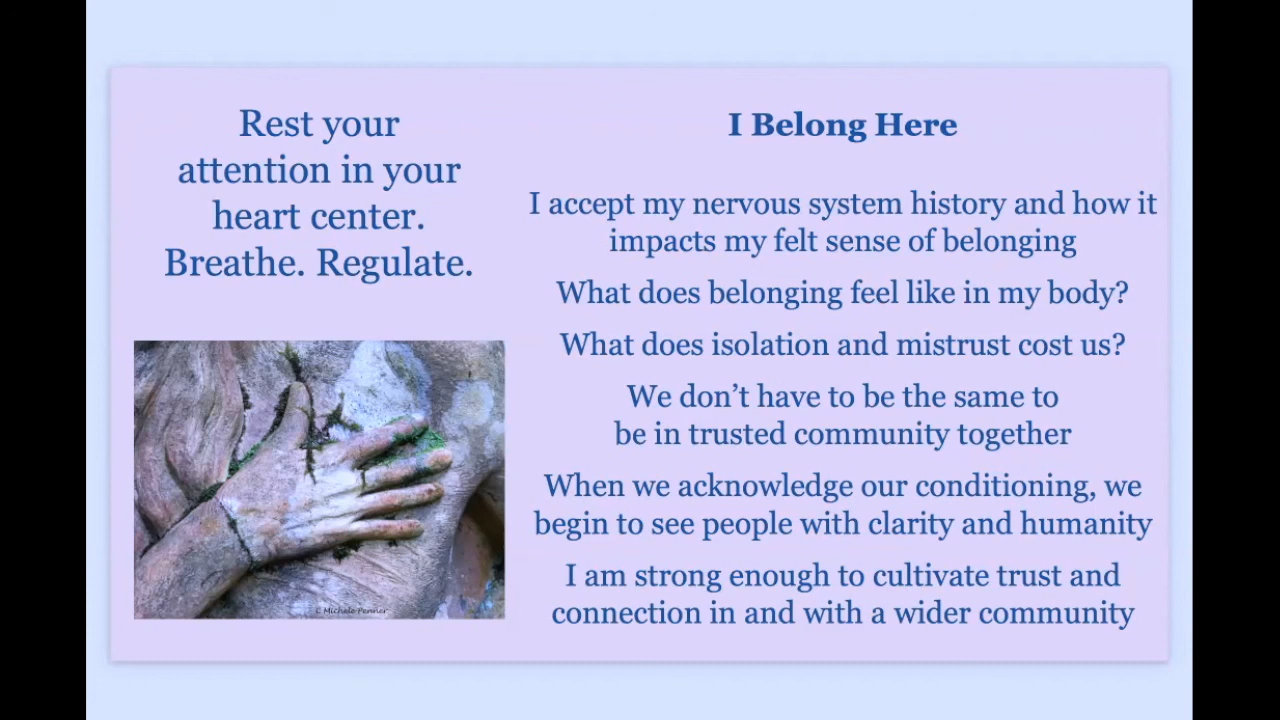 Rest your
attention in your
heart center.
Breathe. Regulate.
© Michele Penner
I Belong Here
I accept my nervous system history and how it
impacts my felt sense of belonging
What does belonging feel like in my body?
What does isolation and mistrust cost us?
We don’t have to be the same to
be in trusted community together
When we acknowledge our conditioning, we
begin to see people with clarity and humanity
I am strong enough to cultivate trust and
connection in and with a wider community